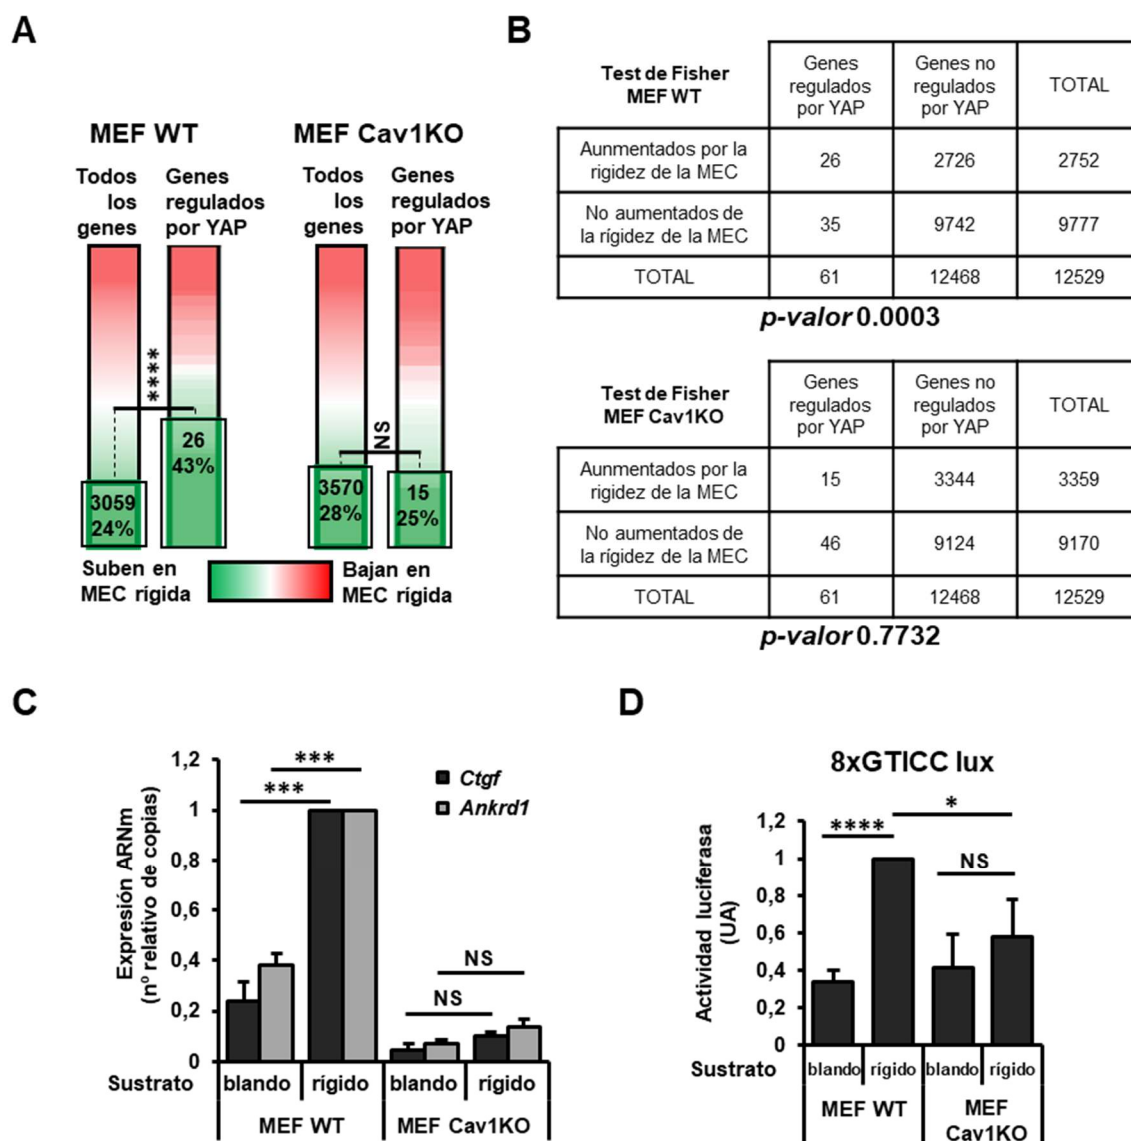 A
MEF WT
Todos
los
genes
Genes
regulados
por YAP
****
26
43%
3059
24%
MEF Cav1KO
Todos
los
genes
Genes
regulados
por YAP
NS
3570
28%
15
25%
Suben en
MEC rígida
Bajan en
MEC rígida
B
Test de Fisher
MEF WT
Genes
regulados
por YAP
Genes no
regulados
por YAP
TOTAL
Aunmentados por la
rigidez de la MEC
26
2726
2752
No aumentados de
la rígidez de la MEC
35
9742
9777
TOTAL
61
12468
12529
p-valor 0.0003
Test de Fisher
MEF Cav1KO
Genes
regulados
por YAP
Genes no
regulados
por YAP
TOTAL
Aunmentados por la
rigidez de la MEC
15
3344
3359
No aumentados de
la rígidez de la MEC
46
9124
9170
TOTAL
61
12468
12529
p-valor 0.7732
C
Expresión ARNm
(nº relativo de copias)
1,2
1
0,8
0,6
0,4
0,2
0
***
***
NS
NS
Ctgf
Ankrd1
Sustrato
blando
rígido
blando
rígido
MEF WT
MEF Cav1KO
D
8xGTICC lux
Actividad luciferasa
(UA)
1,2
1
0,8
0,6
0,4
0,2
0
****
*
NS
Sustrato
blando
rígido
blando
rígido
MEF WT
MEF
Cav1KO